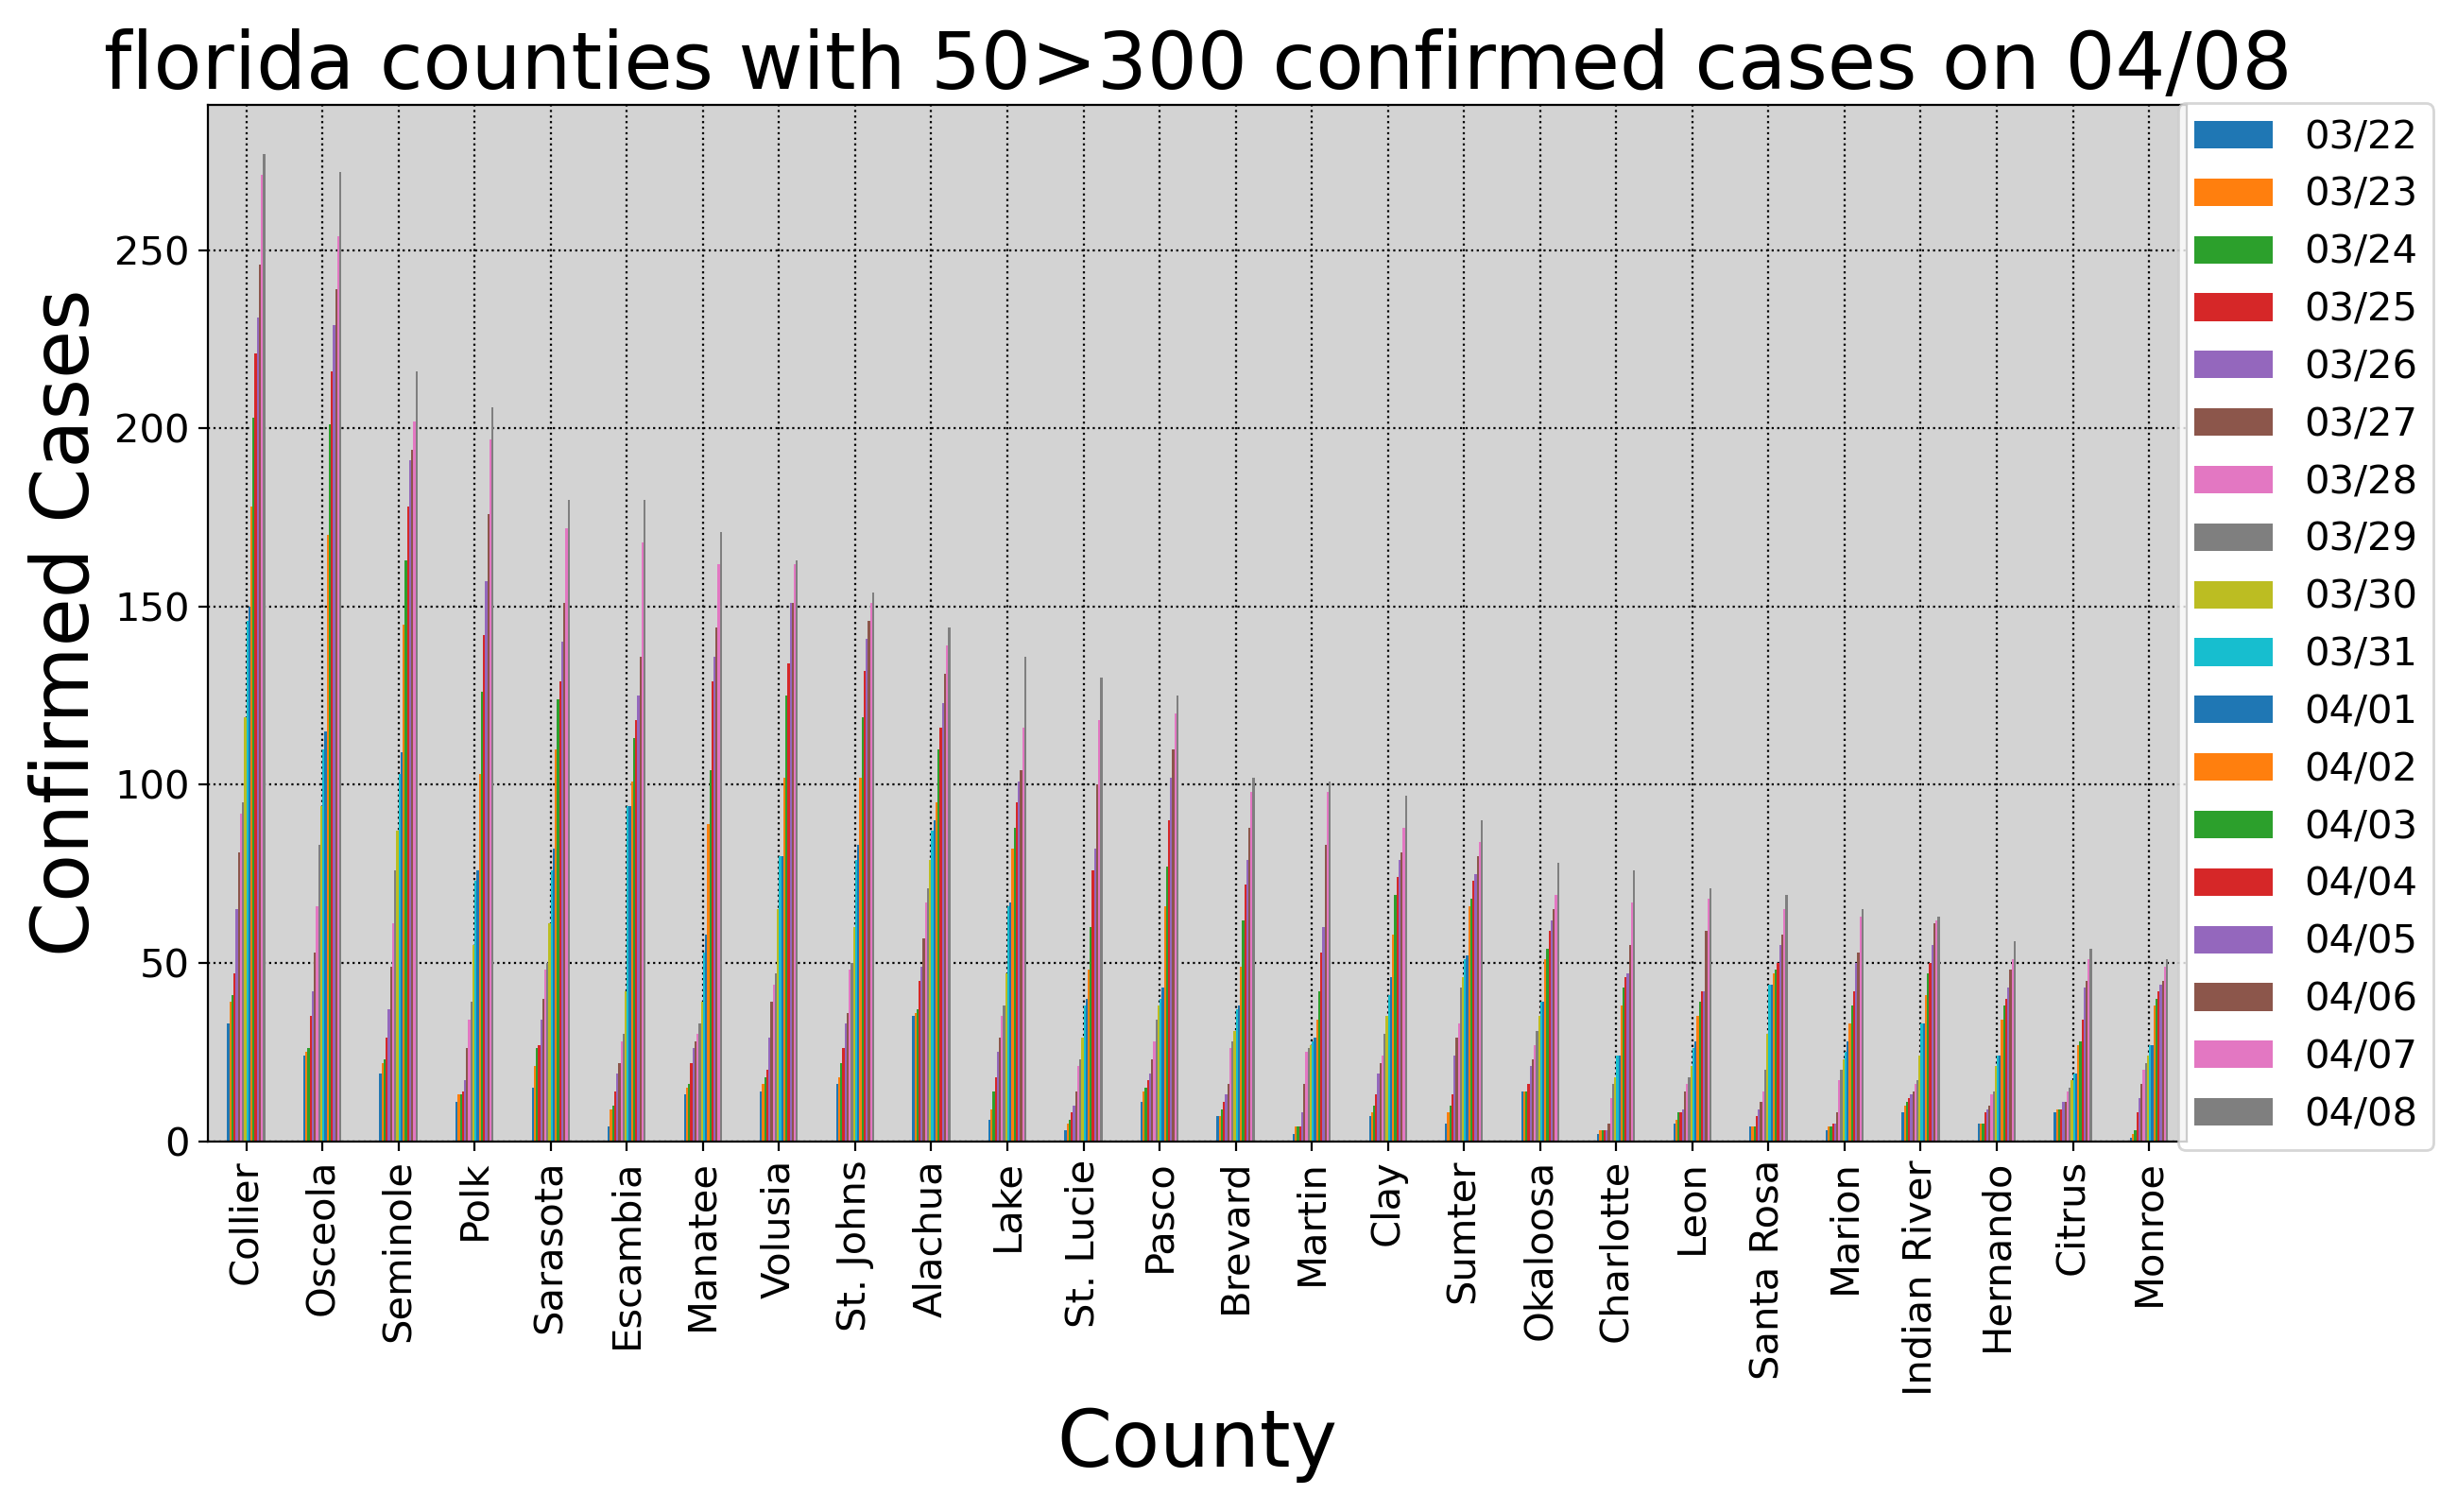 florida counties with 50>300 confirmed cases on 04/08
Confirmed Cases
250
200
150
100
50
0
03/22
03/23
03/24
03/25
03/26
03/27
03/28
03/29
03/30
03/31
04/01
04/02
04/03
04/04
04/05
04/06
04/07
04/08
Collier
Osceola
Seminole
Polk
Sarasota
Escambia
Manatee
Volusia
St. Johns
Alachua
Lake
St. Lucie
Pasco
Brevard
Martin
Clay
Sumter
Okaloosa
Charlotte
Leon
Santa Rosa
Marion
Indian River
Hernando
Citrus
Monroe
County